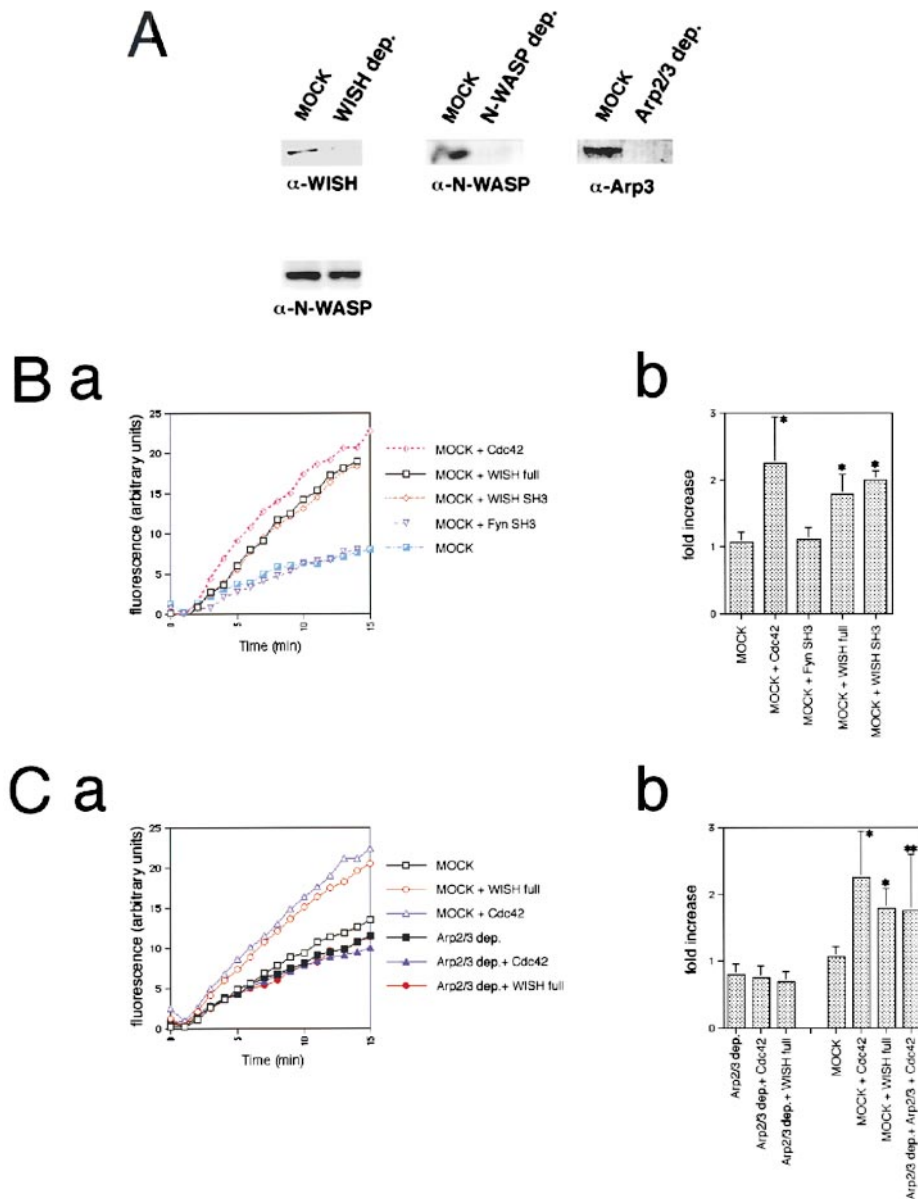 A
MOCK
WISH dep.
MOCK
N-WASP dep.
MOCK
Arp2/3 dep.
α-WISH
α-N-WASP
α-Arp3
α-N-WASP
B a
fluorescence (arbitrary units)
25
20
15
10
5
0
0
5
10
15
Time (min)
MOCK + Cdc42
MOCK + WISH full
MOCK + WISH SH3
MOCK + Fyn SH3
MOCK
b
fold increase
3
2
1
0
*
*
*
MOCK
MOCK + Cdc42
MOCK + Fyn SH3
MOCK + WISH full
MOCK + WISH SH3
C a
fluorescence (arbitrary units)
25
20
15
10
5
0
0
5
10
15
Time (min)
MOCK
MOCK + WISH full
MOCK + Cdc42
Arp2/3 dep.
Arp2/3 dep.+ Cdc42
Arp2/3 dep.+ WISH full
b
fold increase
3
2
1
0
*
*
**
Arp2/3 dep.
Arp2/3 dep.+ Cdc42
Arp2/3 dep.+ WISH full
MOCK
MOCK + Cdc42
MOCK + WISH full
Arp2/3 dep.+ Arp2/3 + Cdc42